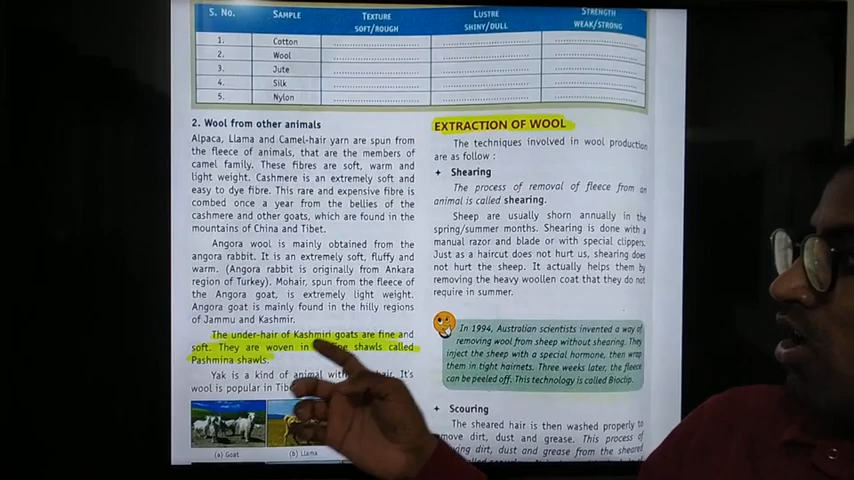 S. No. SAMPLE TEXTURE LUSTRE STRENGTH
SOFT/ROUGH SHINY/DULL WEAK/STRONG
1. Cotton
2. Wool
3. Jute
4. Silk
5. Nylon
2. Wool from other animals
Alpaca, Llama and Camel-hair yarn are spun from
the fleece of animals, that are the members of
camel family. These fibres are soft, warm and
light weight. Cashmere is an extremely soft and
easy to dye fibre. This rare and expensive fibre is
combed once a year from the bellies of the
cashmere and other goats, which are found in the
mountains of China and Tibet.
Angora wool is mainly obtained from the
angora rabbit. It is an extremely soft, fluffy and
warm. (Angora rabbit is originally from Ankara
region of Turkey). Mohair, spun from the fleece of
the Angora goat, is extremely light weight.
Angora goat is mainly found in the hilly regions
of Jammu and Kashmir.
The under-hair of Kashmiri goats are fine and
soft. They are woven in shawls called
Pashmina shawls.
Yak is a kind of animal It's
wool is popular in
(a) Goat (b) Llama
EXTRACTION OF WOOL
The techniques involved in wool production
are as follow :
+ Shearing
The process of removal of fleece from an
animal is called shearing.
Sheep are usually shorn annually in the
spring/summer months. Shearing is done with a
manual razor and blade or with special clippers.
Just as a haircut does not hurt us, shearing does
not hurt the sheep. It actually helps them by
removing the heavy woollen coat that they do not
require in summer.
In 1994, Australian scientists invented a way of
removing wool from sheep without shearing. They
inject the sheep with a special hormone, then wrap
them in tight hairnets. Three weeks later, the fleece
can be peeled off. This technology is called Bioclip.
+ Scouring
The sheared hair is then washed properly to
dirt, dust and grease. This process of
dirt, dust and grease from the sheared